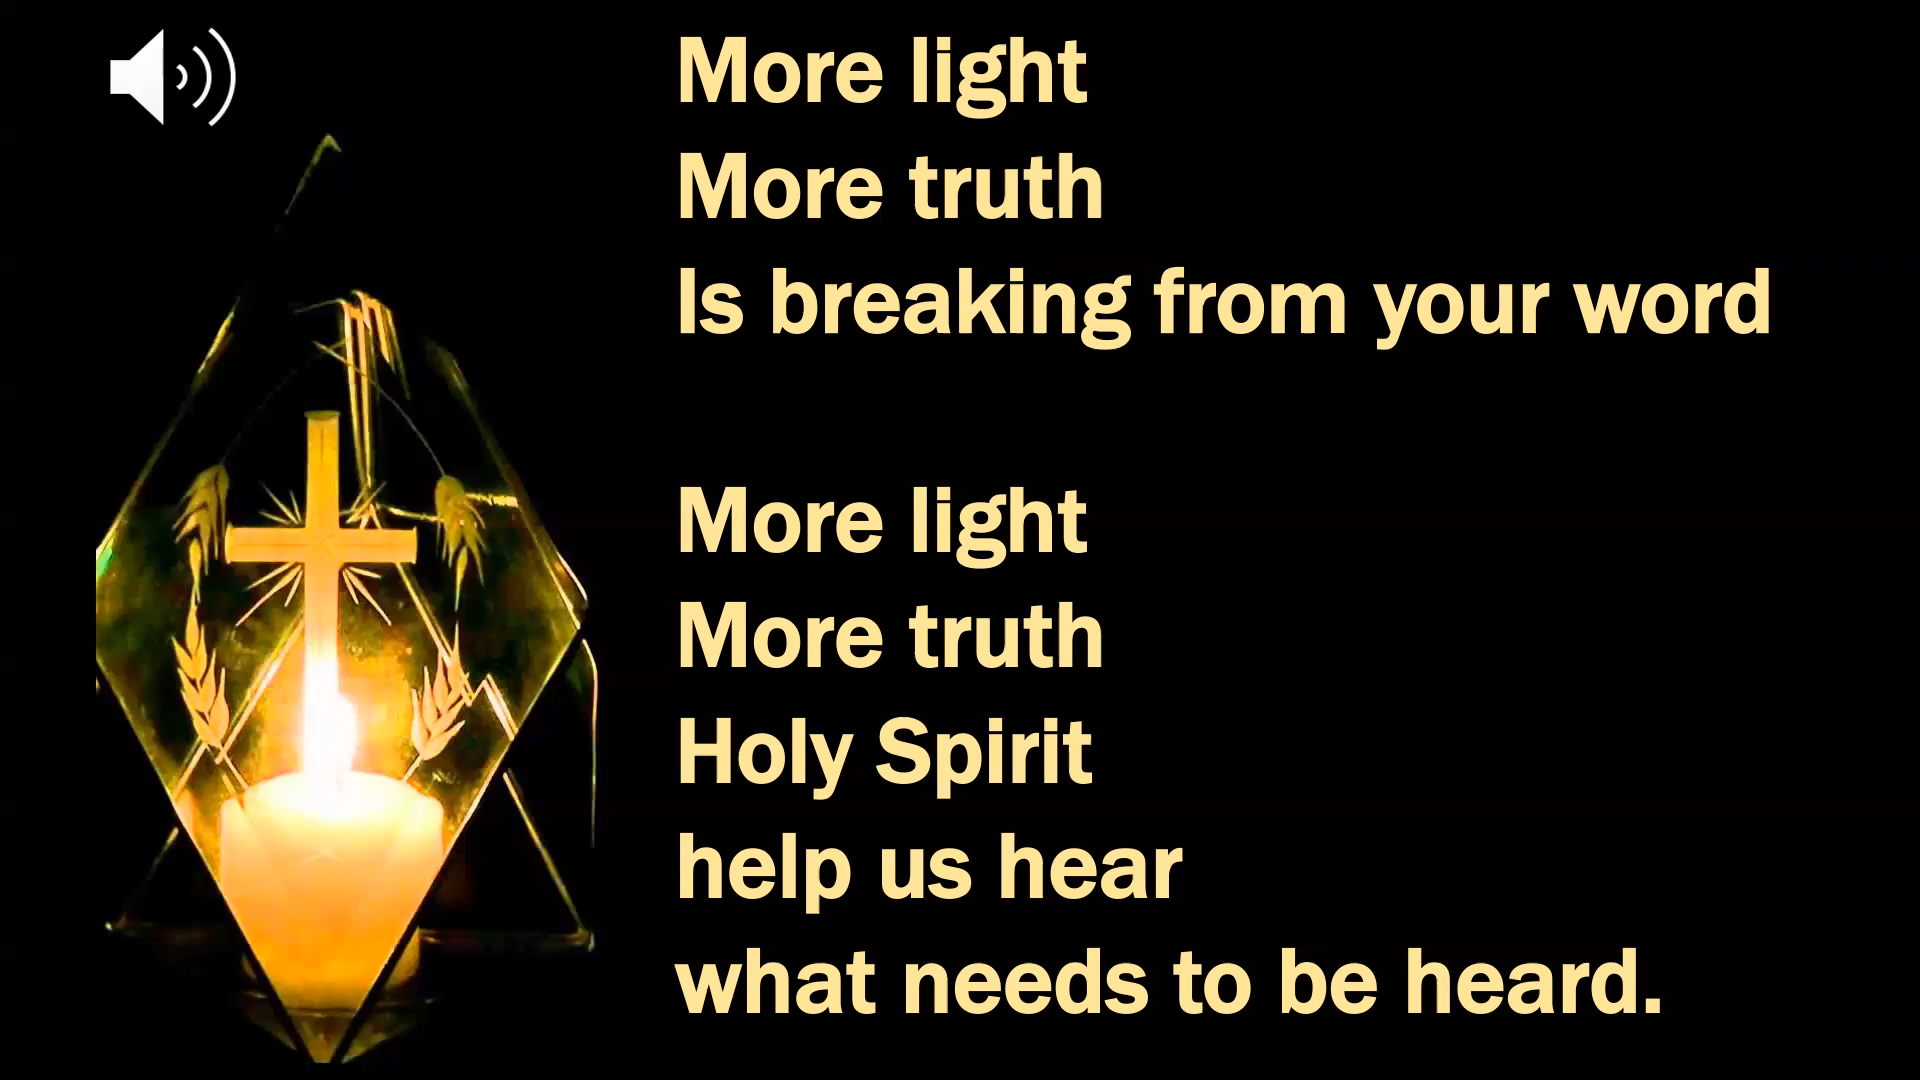 More light
More truth
Is breaking from your word
More light
More truth
Holy Spirit
help us hear
what needs to be heard.